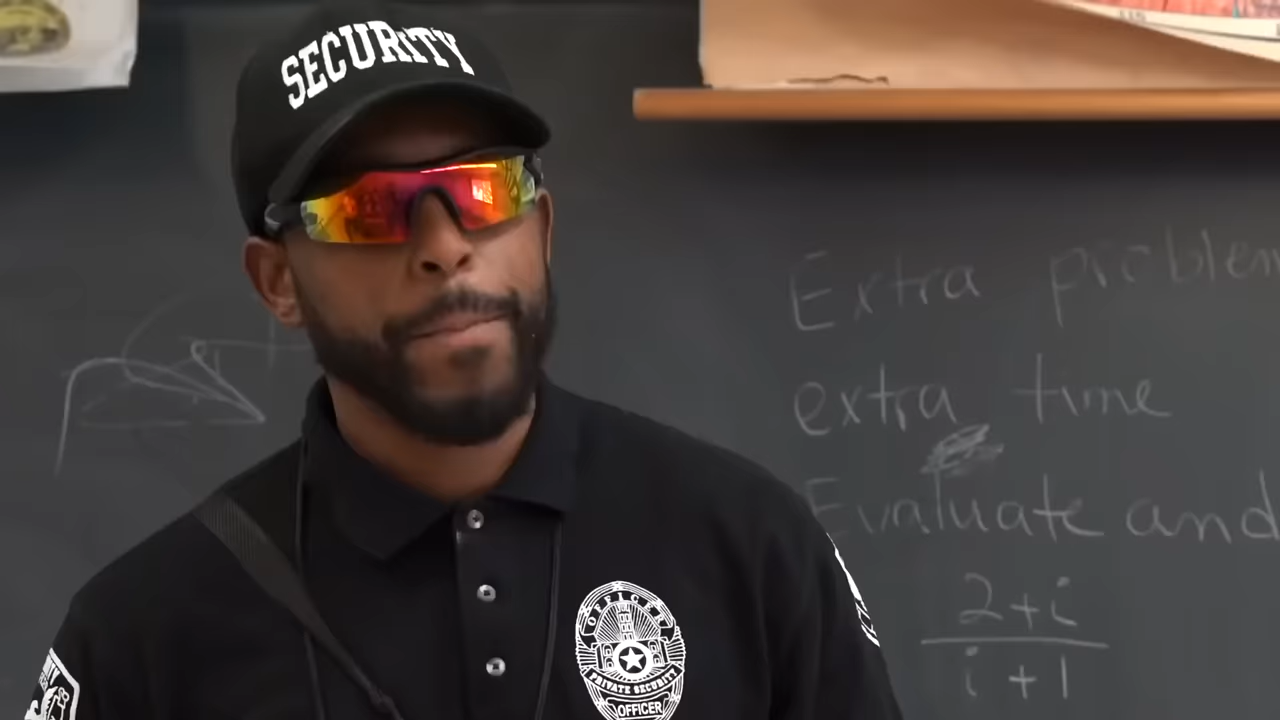 SECURITY
Extra problem
extra time
Evaluate and
2+i
i+1
OFFICER
PRIVATE SECURITY
OFFICER